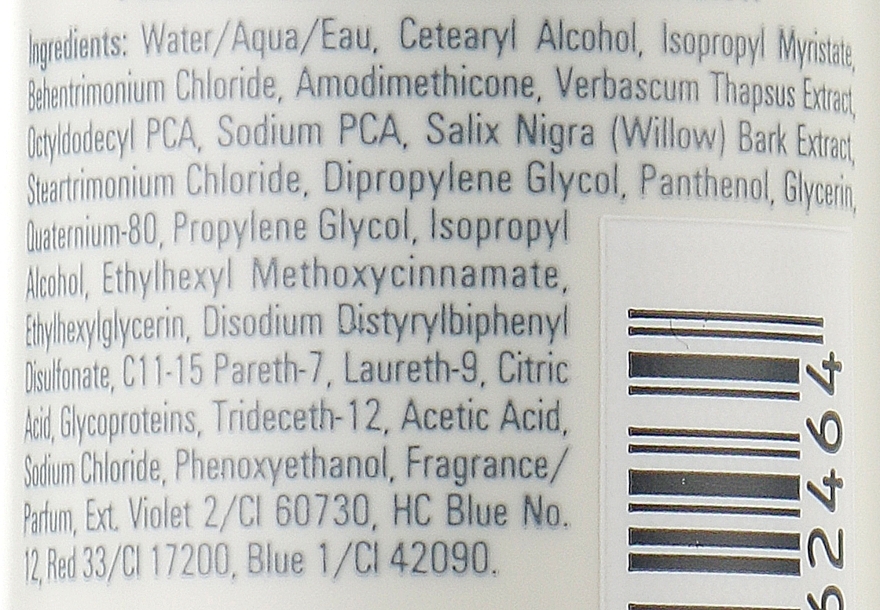 Ingredients: Water/Aqua/Eau, Cetearyl Alcohol, Isopropyl Myristate,
Behentrimonium Chloride, Amodimethicone, Verbascum Thapsus Extract,
Octyldodecyl PCA, Sodium PCA, Salix Nigra (Willow) Bark Extract,
Steartrimonium Chloride, Dipropylene Glycol, Panthenol, Glycerin,
Quaternium-80, Propylene Glycol, Isopropyl
Alcohol, Ethylhexyl Methoxycinnamate,
Ethylhexylglycerin, Disodium Distyrylbiphenyl
Disulfonate, C11-15 Pareth-7, Laureth-9, Citric
Acid, Glycoproteins, Trideceth-12, Acetic Acid,
Sodium Chloride, Phenoxyethanol, Fragrance/
Parfum, Ext. Violet 2/CI 60730, HC Blue No.
12, Red 33/CI 17200, Blue 1/CI 42090.
62464